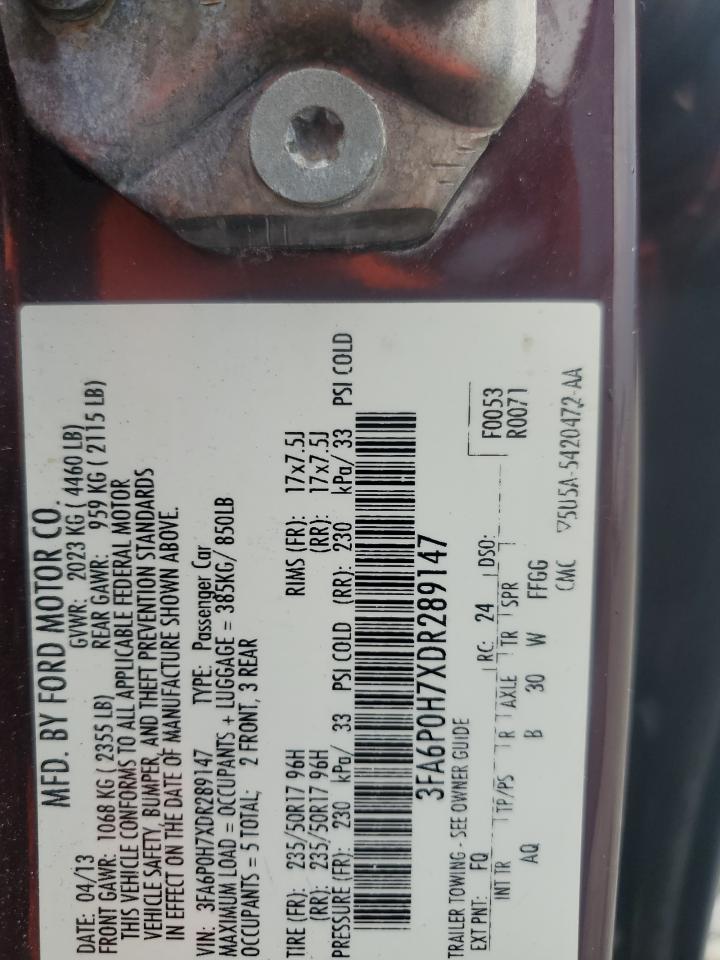 MFD. BY FORD MOTOR CO.
DATE: 04/13 GVWR: 2023 KG ( 4460 LB)
FRONT GAWR: 1068 KG ( 2355 LB) REAR GAWR: 959 KG ( 2115 LB)
THIS VEHICLE CONFORMS TO ALL APPLICABLE FEDERAL MOTOR
VEHICLE SAFETY, BUMPER, AND THEFT PREVENTION STANDARDS
IN EFFECT ON THE DATE OF MANUFACTURE SHOWN ABOVE.
VIN: 3FA6P0H7XDR289147 TYPE: Passenger Car
MAXIMUM LOAD = OCCUPANTS + LUGGAGE = 385KG/ 850LB
OCCUPANTS = 5 TOTAL; 2 FRONT, 3 REAR
TIRE (FR): 235/50R17 96H RIMS (FR): 17x7.5J
(RR): 235/50R17 96H (RR): 17x7.5J
PRESSURE (FR): 230 kPa/ 33 PSI COLD (RR): 230 kPa/ 33 PSI COLD
3FA6P0H7XDR289147
TRAILER TOWING - SEE OWNER GUIDE
F0053
EXT PNT: FQ RC: 24 DSO: R0071
INT TR TP/PS R AXLE TR SPR
AQ B 30 W FFGG
CMC ▽5U5A-5420472-AA